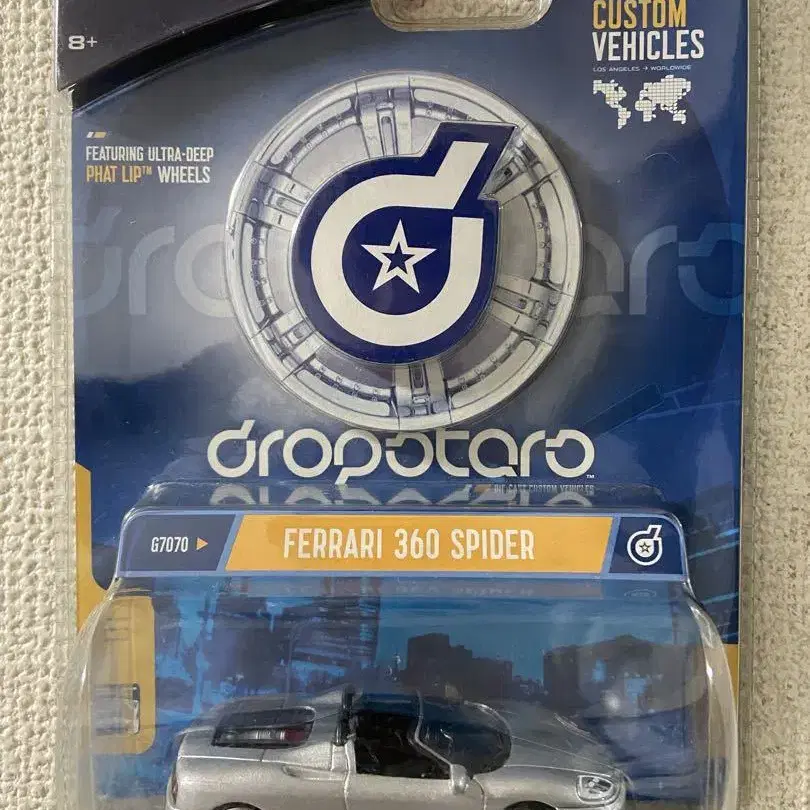 8+
CUSTOM
VEHICLES
LOS ANGELES → WORLDWIDE
FEATURING ULTRA-DEEP
PHAT LIP™ WHEELS
dropstars™
DIE-CAST CUSTOM VEHICLES
G7070
FERRARI 360 SPIDER